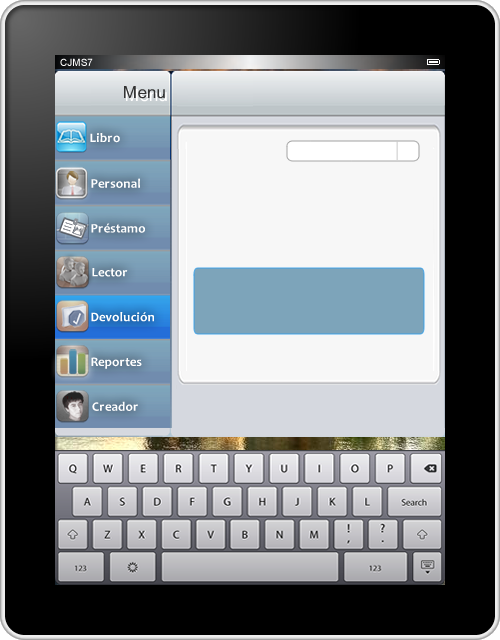 CJMS7
Menu
Libro
Personal
Préstamo
Lector
Devolución
Reportes
Creador
Q W E R T Y U I O P
A S D F G H J K L Search
Z X C V B N M ! , ? .
123 123